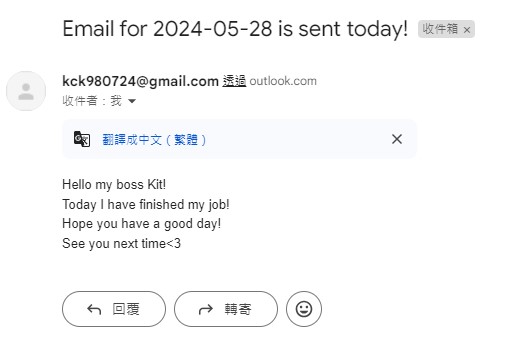 Email for 2024-05-28 is sent today! 收件箱 ×
kck980724@gmail.com 透過 outlook.com
收件者：我
翻譯成中文（繁體）
Hello my boss Kit!
Today I have finished my job!
Hope you have a good day!
See you next time<3
回覆 轉寄